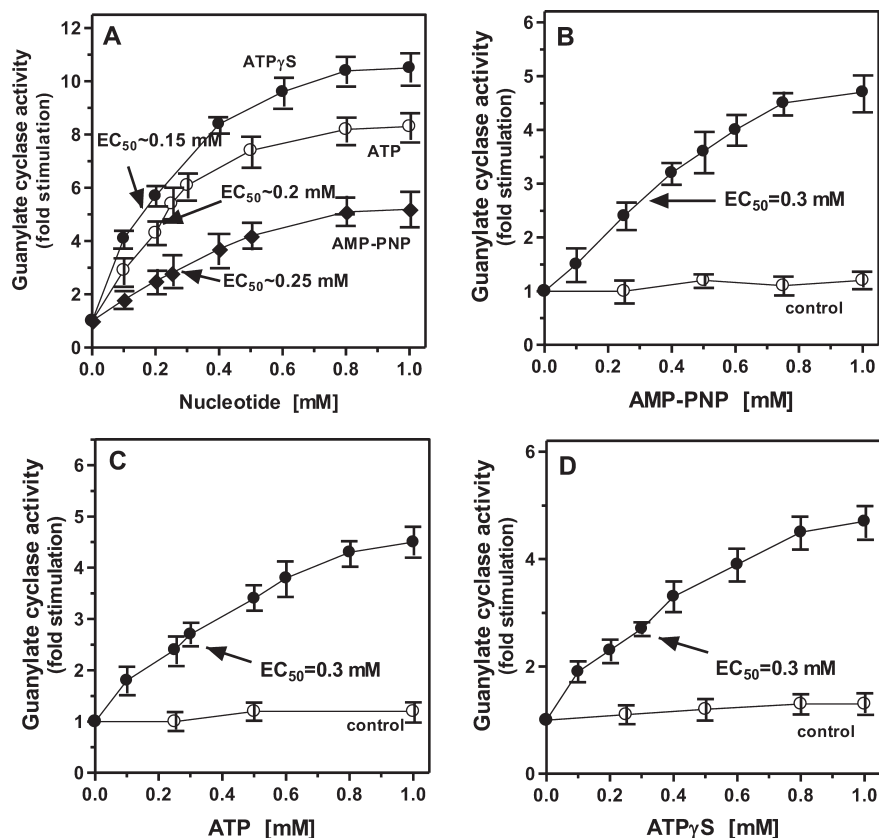 A
Guanylate cyclase activity
(fold stimulation)
12
10
8
6
4
2
0
ATPγS
EC50~0.15 mM
ATP
EC50~0.2 mM
AMP-PNP
EC50~0.25 mM
0.0 0.2 0.4 0.6 0.8 1.0
Nucleotide [mM]
B
Guanylate cyclase activity
(fold stimulation)
6
5
4
3
2
1
0
EC50=0.3 mM
control
0.0 0.2 0.4 0.6 0.8 1.0
AMP-PNP [mM]
C
Guanylate cyclase activity
(fold stimulation)
6
5
4
3
2
1
0
EC50=0.3 mM
control
0.0 0.2 0.4 0.6 0.8 1.0
ATP [mM]
D
Guanylate cyclase activity
(fold stimulation)
6
4
2
0
EC50=0.3 mM
control
0.0 0.2 0.4 0.6 0.8 1.0
ATPγS [mM]